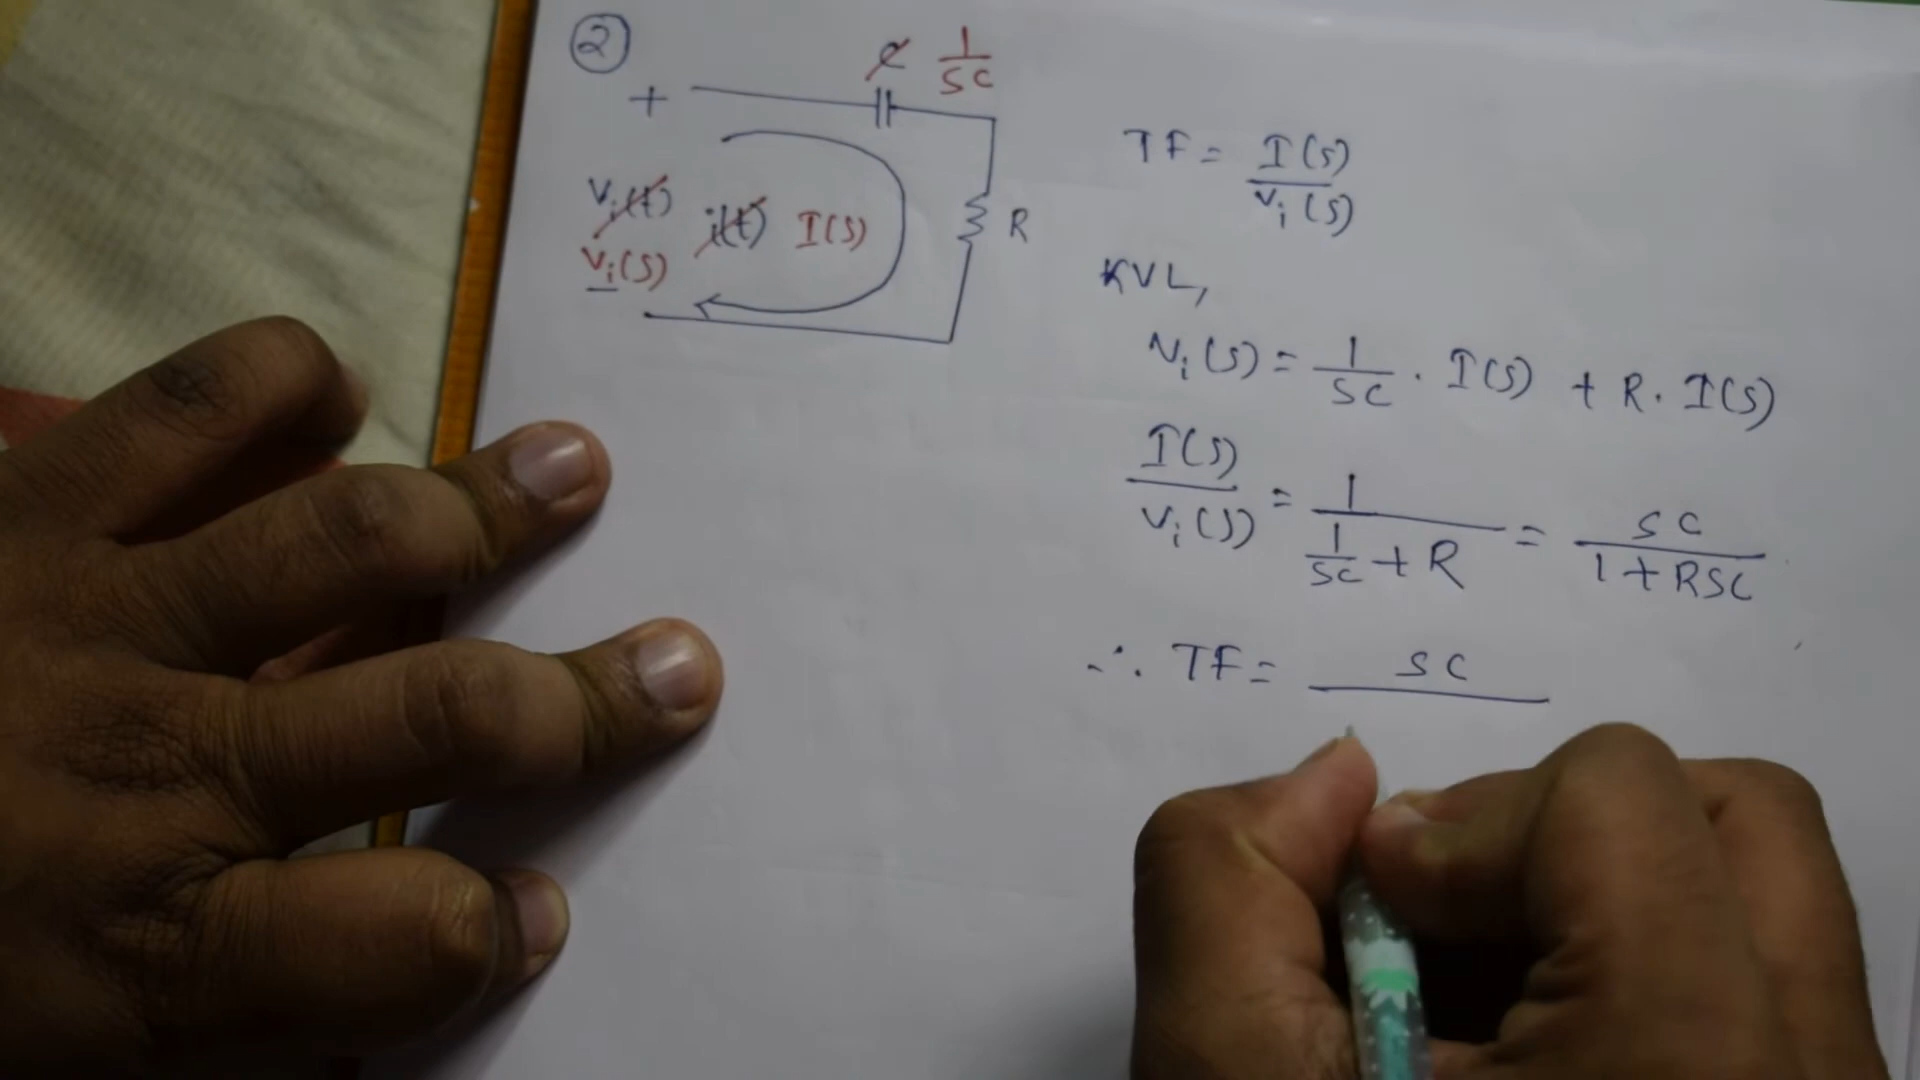 ②
C 1/SC
+
Vi(t)
i(t) I(S)
Vi(S)
R
TF = I(S)/Vi(S)
KVL,
Vi(S) = 1/SC . I(S) + R. I(S)
I(S)/Vi(S) = 1/(1/SC + R) = SC/(1+RSC)
∴ TF = SC